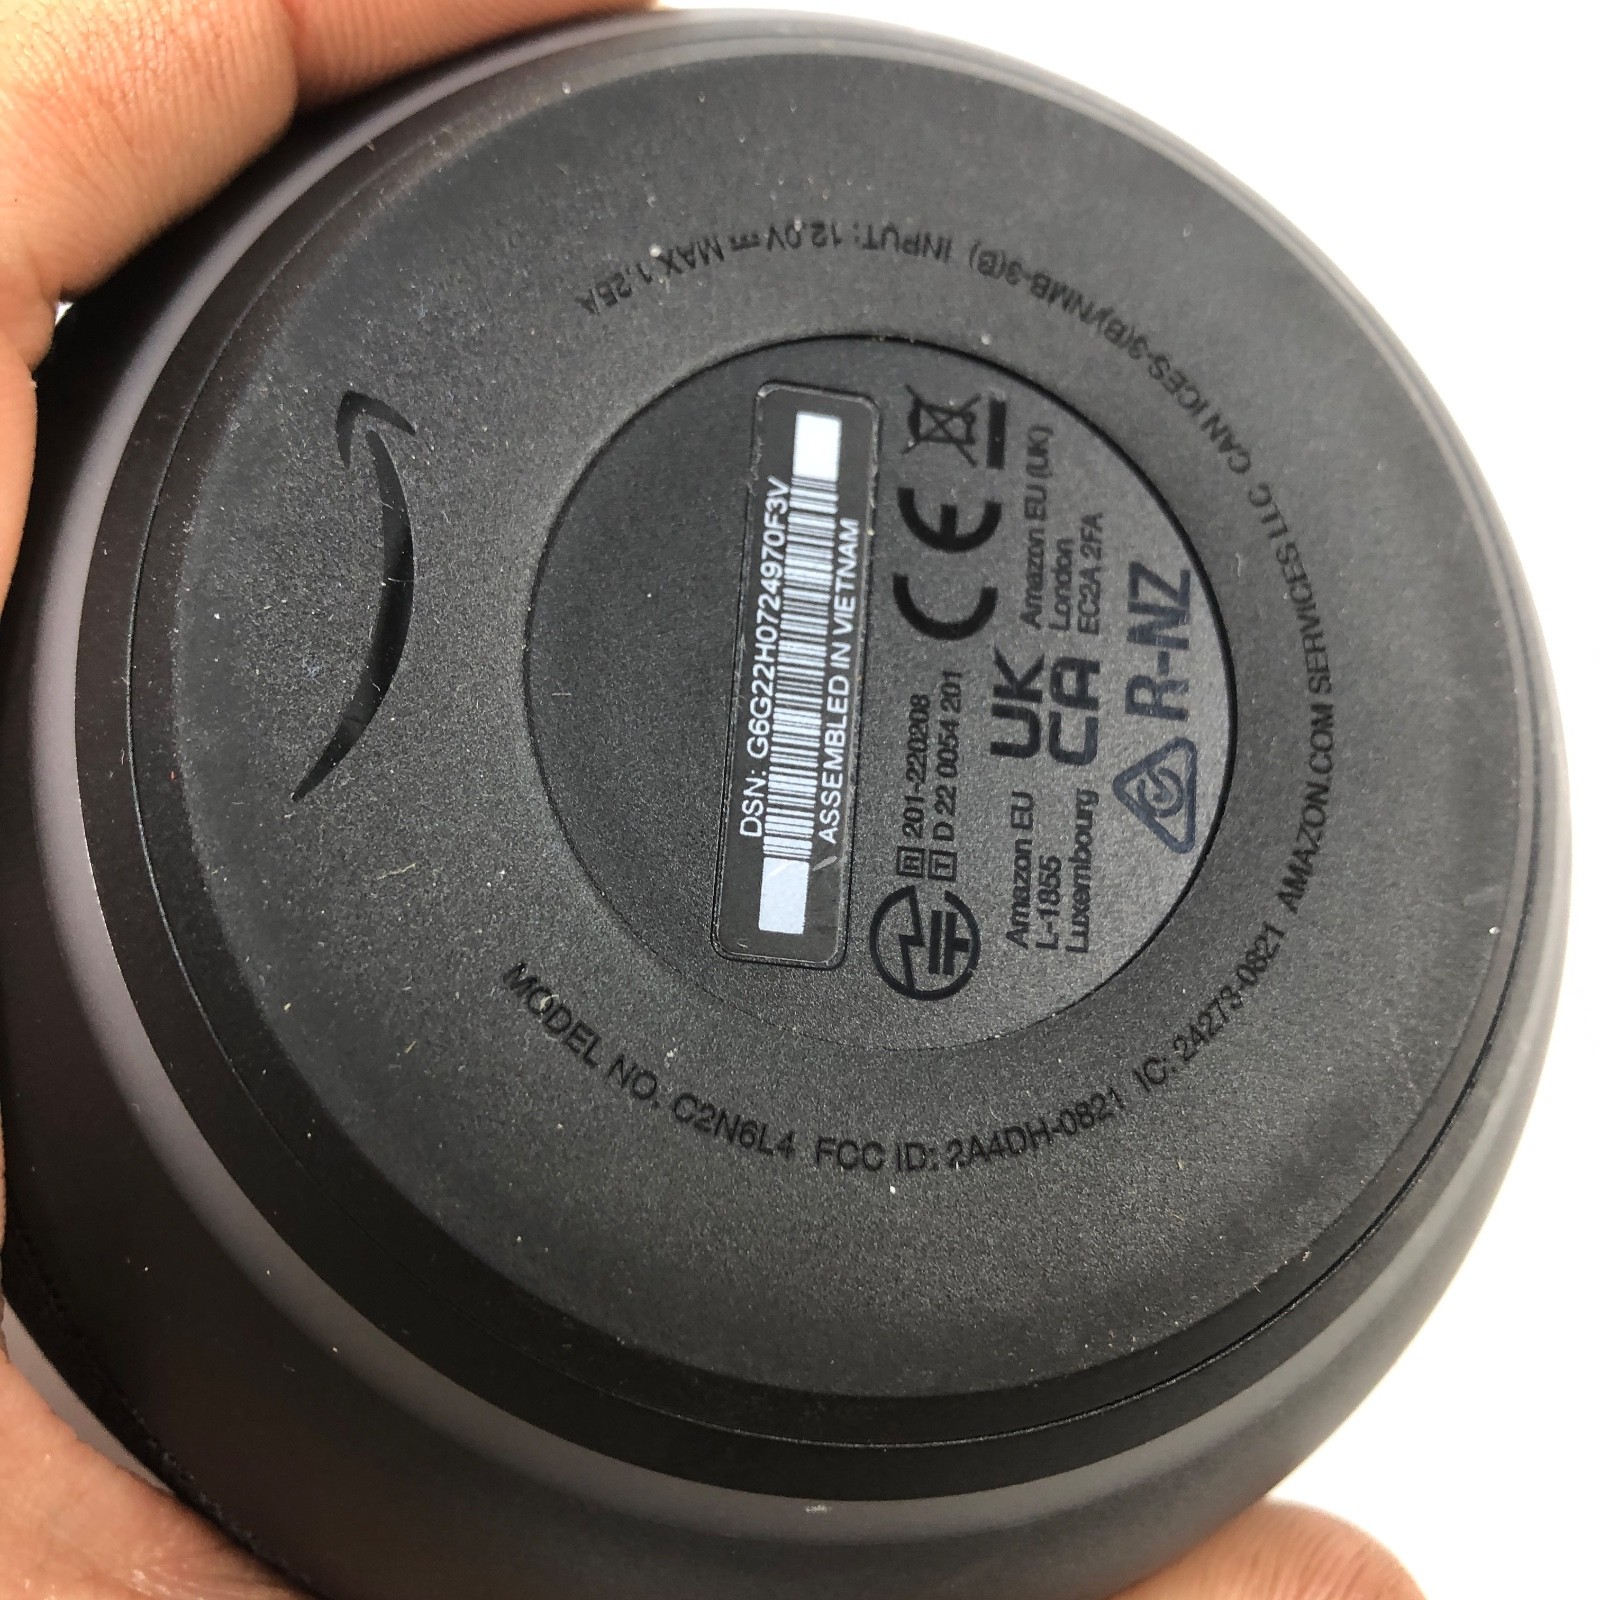 DSN: G6G22H0724970F3V
ASSEMBLED IN VIETNAM
R 201-220208
T D 22 0054 201
CE
Amazon EU
L-1855
Luxembourg
UK
CA
Amazon EU (UK)
London
EC2A 2FA
R-NZ
MODEL NO. C2N6L4 FCC ID: 2A4DH-0821 IC: 24273-0821 AMAZON.COM SERVICES LLC CAN ICES-3(B)/NMB-3(B) INPUT: 12.0V⎓MAX 1.25A